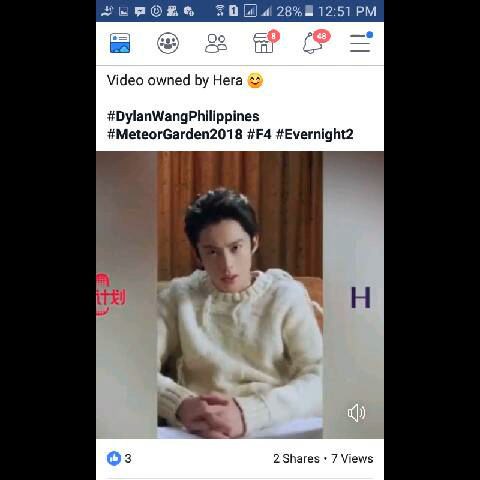 28% 12:51 PM
8
48
Video owned by Hera 😊
#DylanWangPhilippines
#MeteorGarden2018 #F4 #Evernight2
计划
H
3
2 Shares • 7 Views